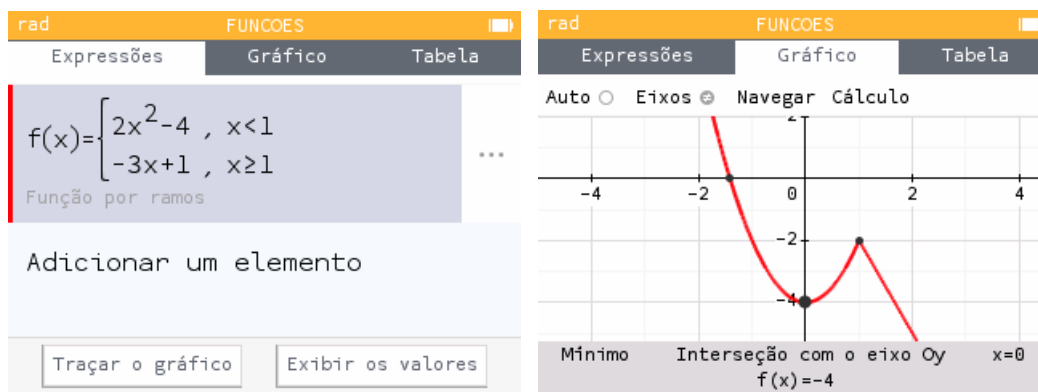 rad FUNCOES
Expressões Gráfico Tabela
f(x)={2x²-4 , x<1
-3x+1 , x≥1
Função por ramos
...
Adicionar um elemento
Traçar o gráfico Exibir os valores
rad FUNCOES
Expressões Gráfico Tabela
Auto Eixos Navegar Cálculo
2
-4 -2 0 2 4
-2
-4
Mínimo Interseção com o eixo Oy x=0
f(x)=-4